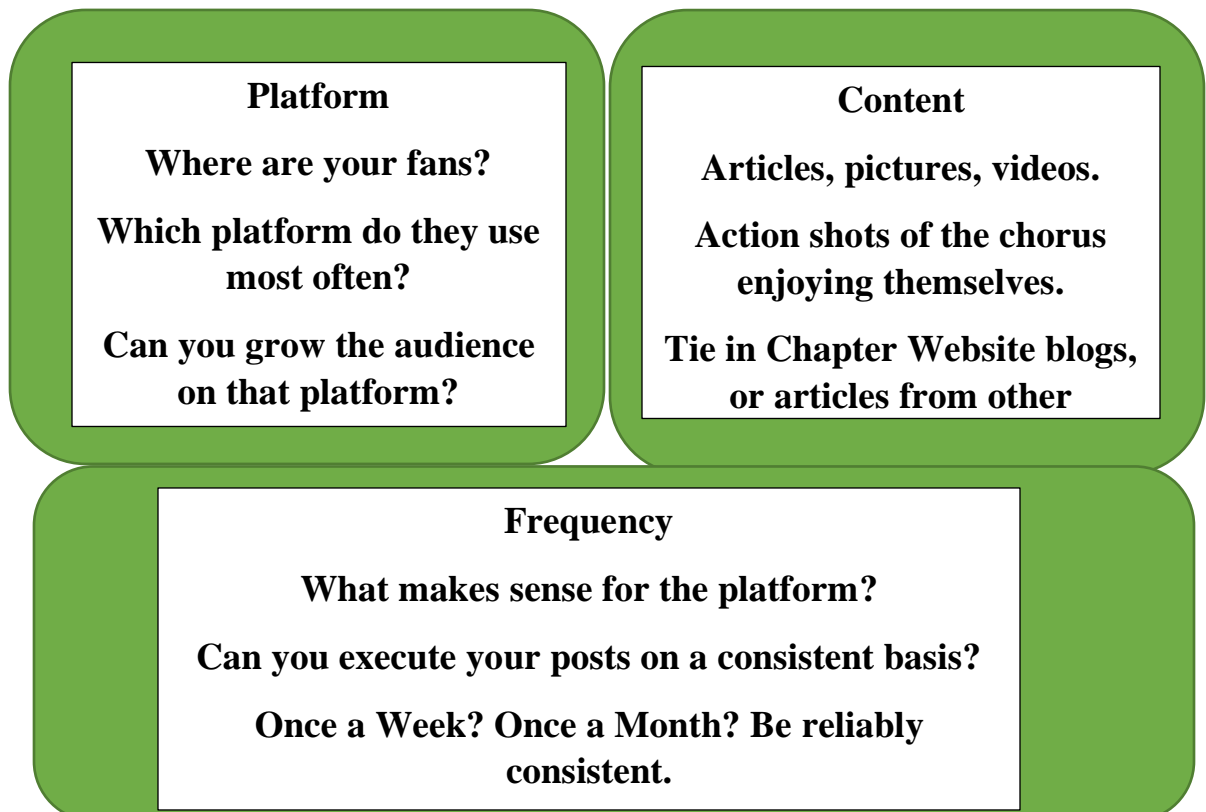 Platform
Where are your fans?
Which platform do they use
most often?
Can you grow the audience
on that platform?
Content
Articles, pictures, videos.
Action shots of the chorus
enjoying themselves.
Tie in Chapter Website blogs,
or articles from other
Frequency
What makes sense for the platform?
Can you execute your posts on a consistent basis?
Once a Week? Once a Month? Be reliably
consistent.